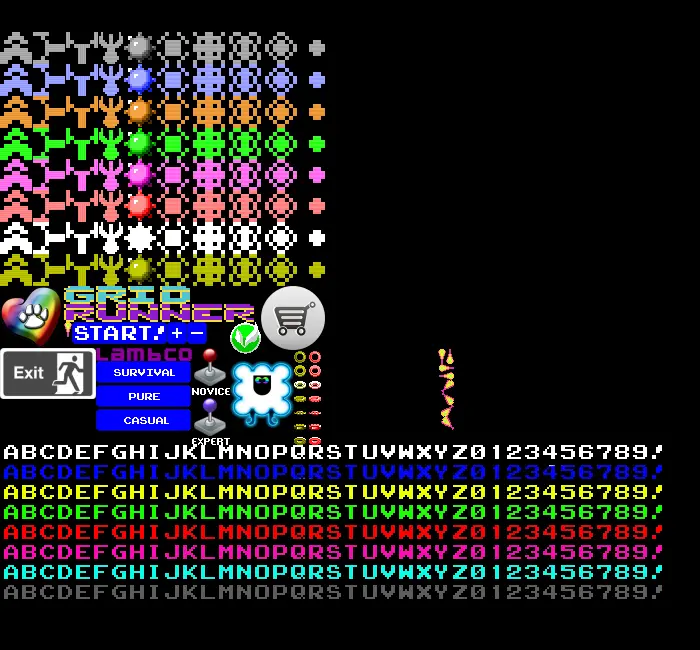 GRID
RUNNER
START! + -
Lambco
Exit
SURVIVAL
PURE
CASUAL
NOVICE
EXPERT
ABCDEFGHIJKLMNOPQRSTUVWXYZ0123456789!
ABCDEFGHIJKLMNOPQRSTUVWXYZ0123456789!
ABCDEFGHIJKLMNOPQRSTUVWXYZ0123456789!
ABCDEFGHIJKLMNOPQRSTUVWXYZ0123456789!
ABCDEFGHIJKLMNOPQRSTUVWXYZ0123456789!
ABCDEFGHIJKLMNOPQRSTUVWXYZ0123456789!
ABCDEFGHIJKLMNOPQRSTUVWXYZ0123456789!
ABCDEFGHIJKLMNOPQRSTUVWXYZ0123456789!